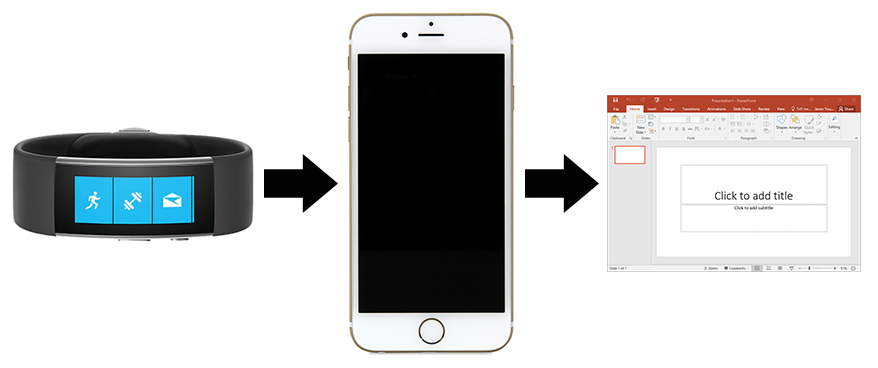 Presentation1 - PowerPoint
File Home Insert Design Transitions Animations Slide Show Review View Tell me... Share
Paste New Slide Shapes Arrange Quick Styles Editing
Clipboard Slides Font Paragraph Drawing
1
Click to add title
Click to add subtitle
Slide 1 of 1 Notes Comments 51%